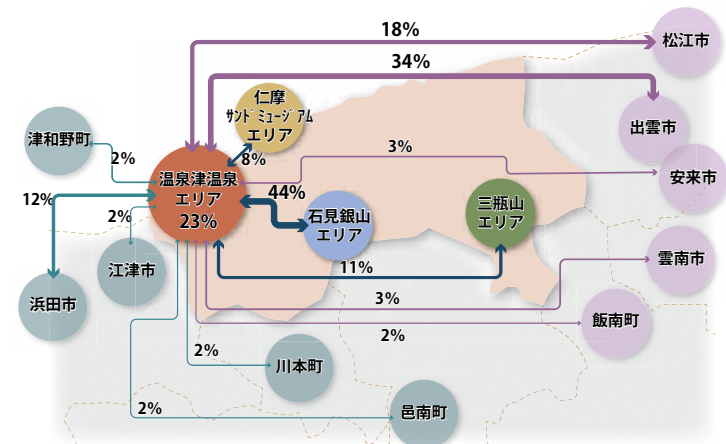 18%
松江市
34%
仁摩
サンドミュージアム
エリア
出雲市
津和野町
2%
8%
3%
安来市
温泉津温泉
エリア
23%
44%
12%
石見銀山
エリア
三瓶山
エリア
2%
江津市
11%
雲南市
浜田市
3%
飯南町
2%
2%
川本町
2%
邑南町